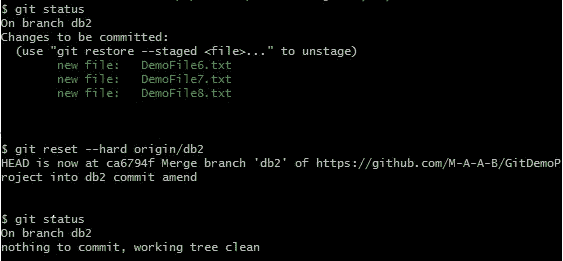 $ git status
On branch db2
Changes to be committed:
  (use "git restore --staged <file>..." to unstage)
        new file:   DemoFile6.txt
        new file:   DemoFile7.txt
        new file:   DemoFile8.txt
$ git reset --hard origin/db2
HEAD is now at ca6794f Merge branch 'db2' of https://github.com/M-A-A-B/GitDemoP
roject into db2 commit amend
$ git status
On branch db2
nothing to commit, working tree clean